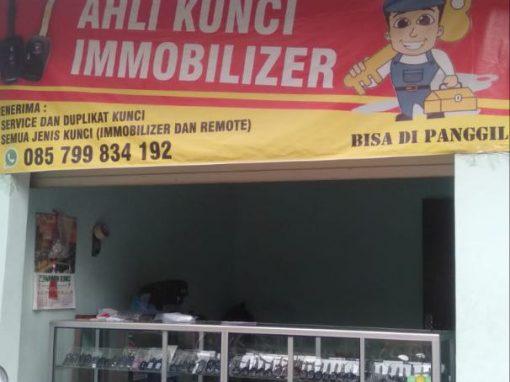 AHLI KUNCI
IMMOBILIZER
ENERIMA :
SERVICE DAN DUPLIKAT KUNCI
SEMUA JENIS KUNCI (IMMOBILIZER DAN REMOTE)
085 799 834 192
BISA DI PANGGIL